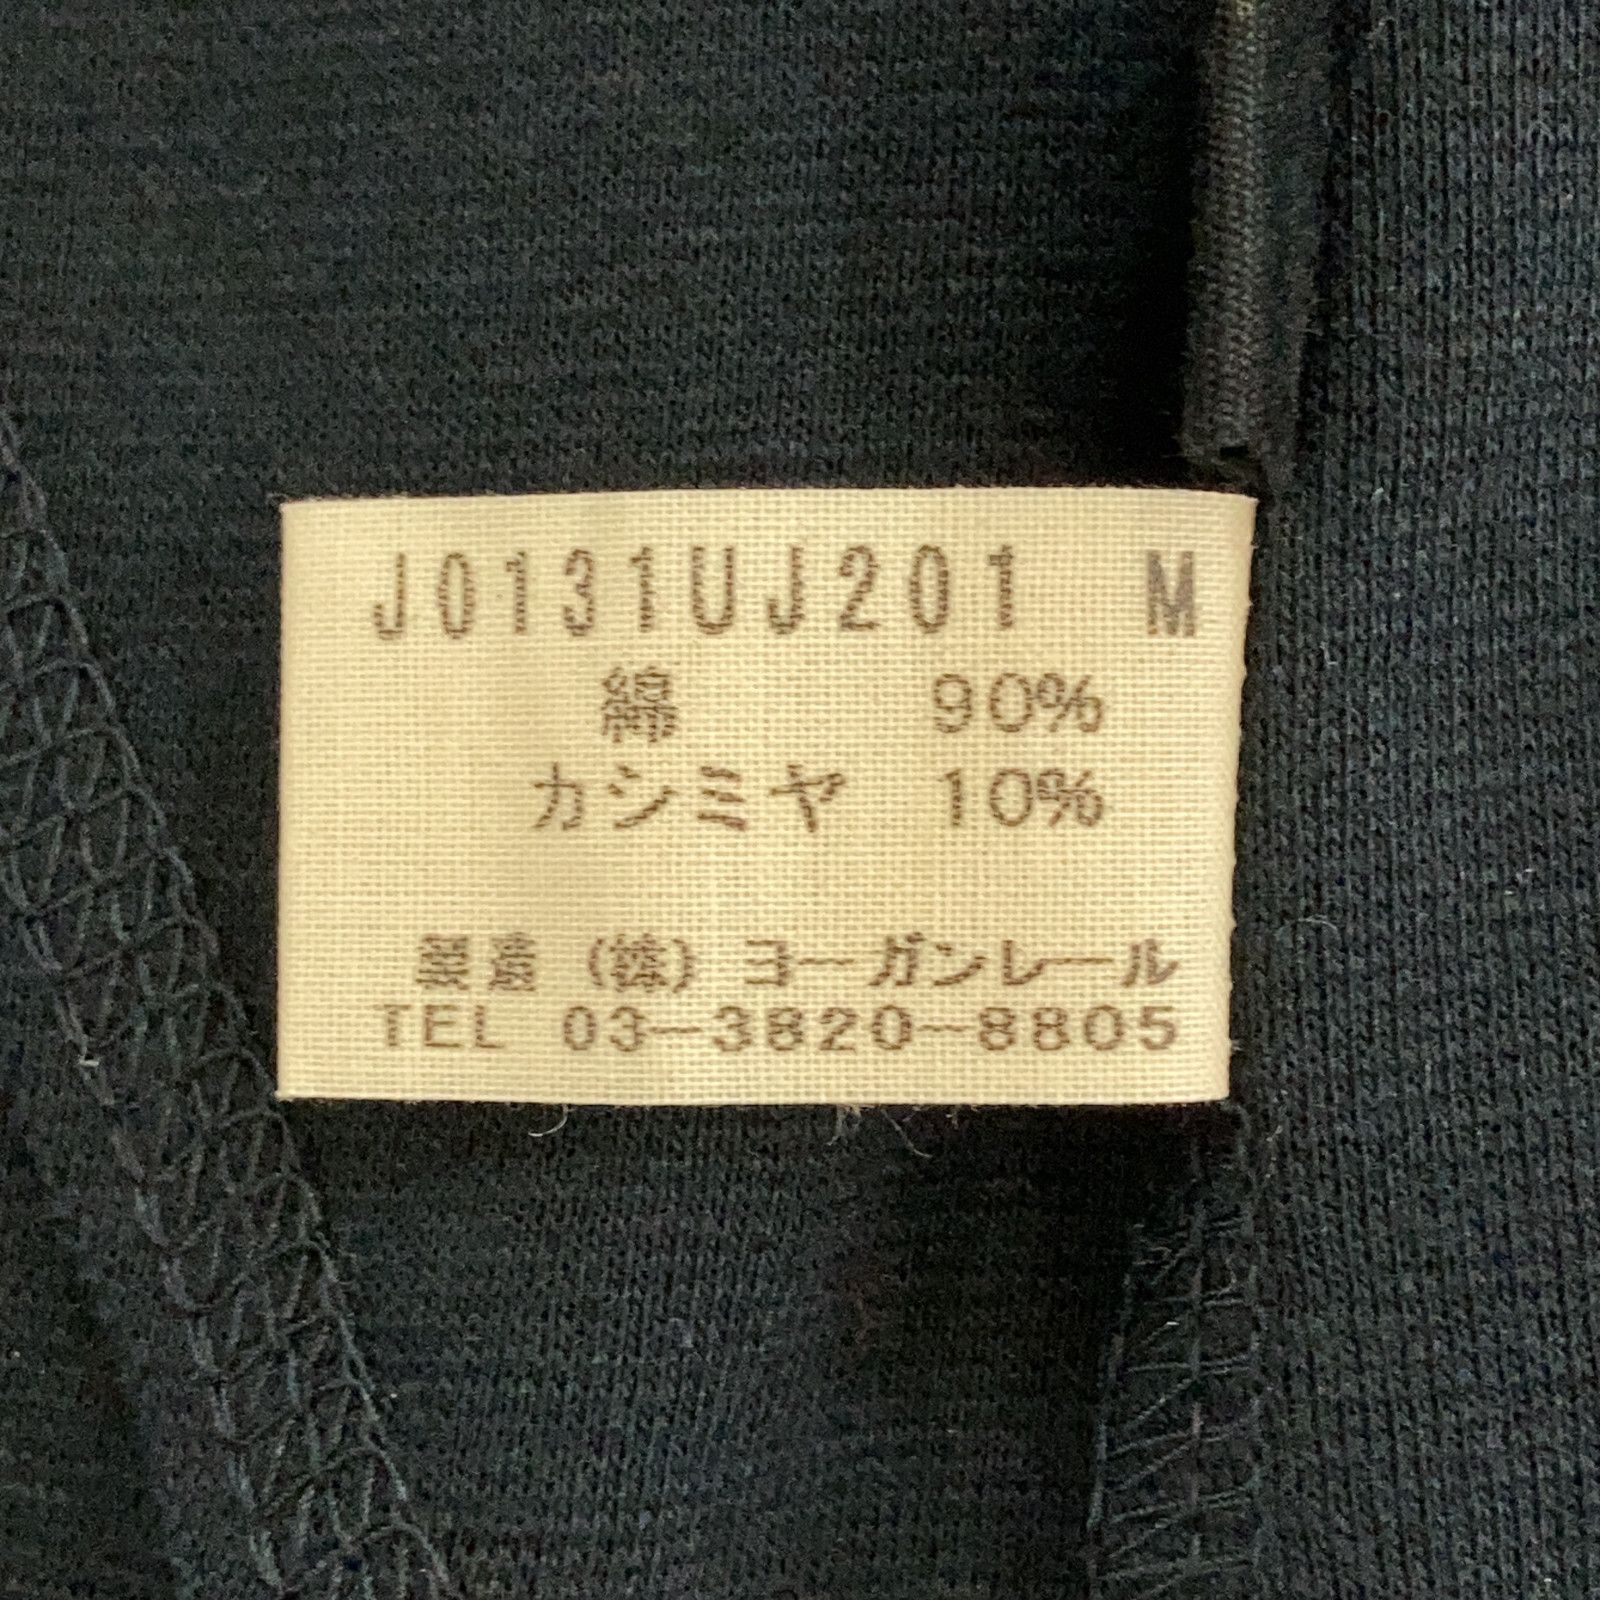 J0131UJ201 M
綿 90%
カシミヤ 10%
製造 (株) ヨーガンレール
TEL 03-3820-8805